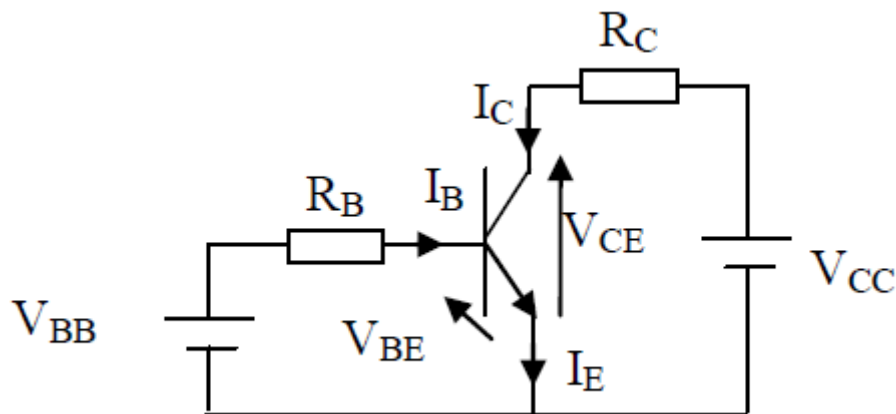 R_C
I_C
I_B
R_B
V_CE
V_CC
V_BB
V_BE
I_E